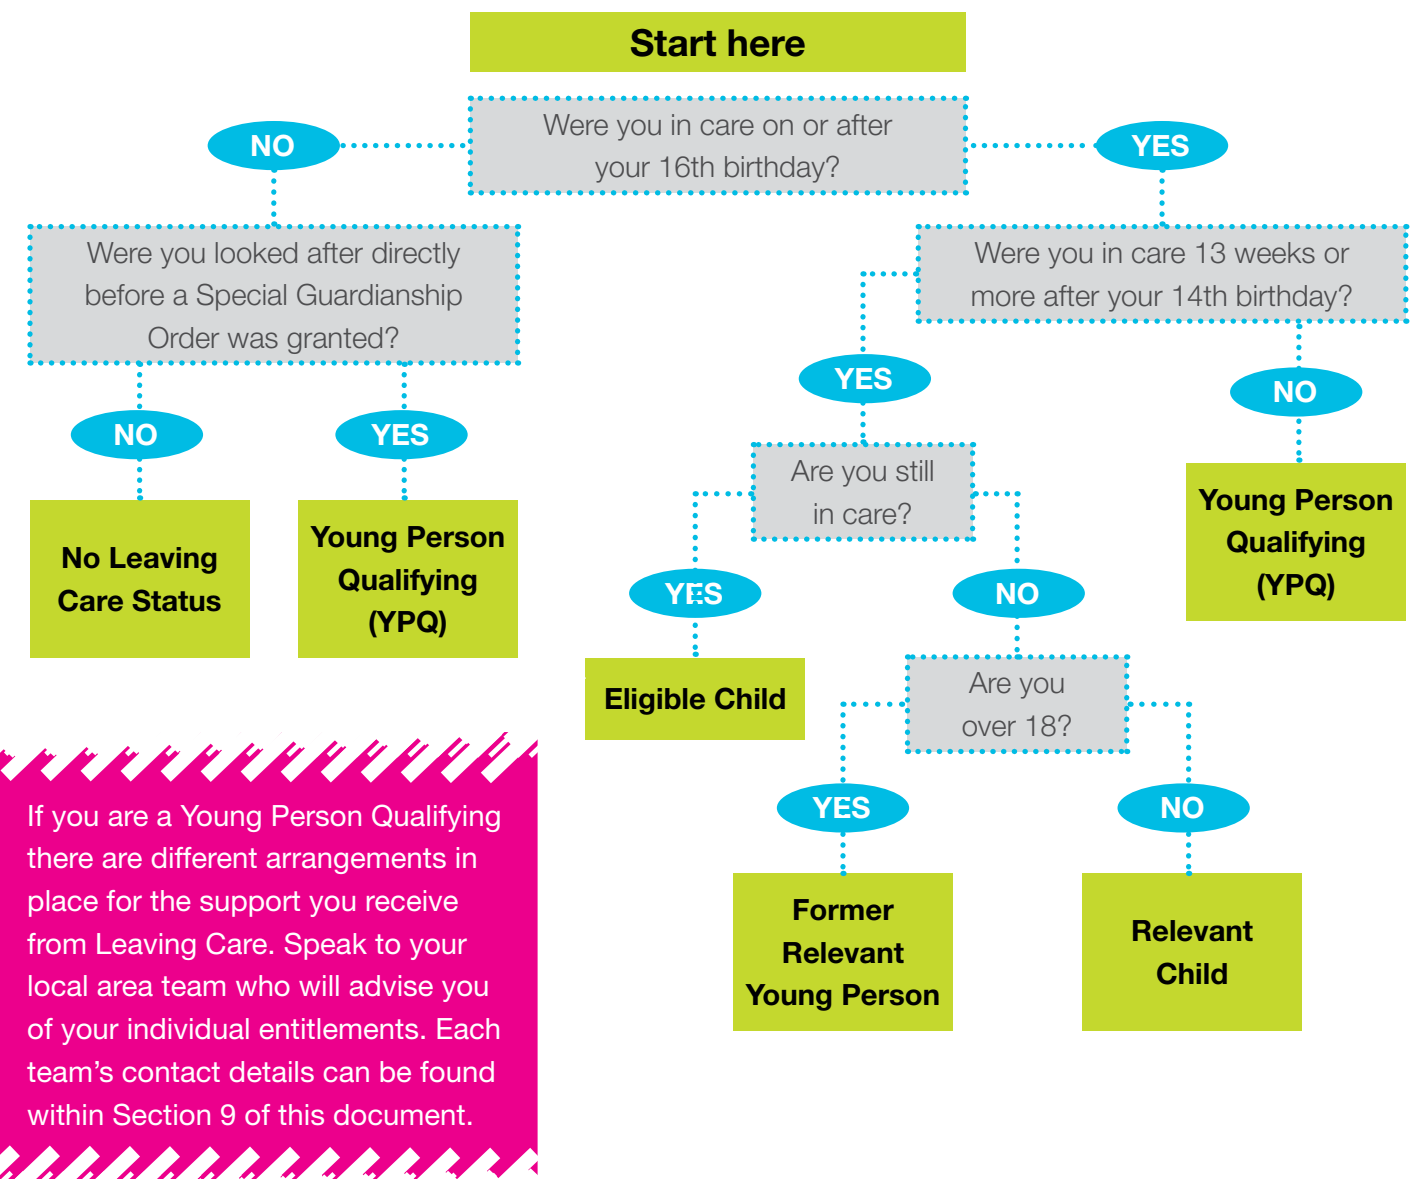 Start here
Were you in care on or after
your 16th birthday?
NO
YES
Were you looked after directly
before a Special Guardianship
Order was granted?
Were you in care 13 weeks or
more after your 14th birthday?
NO
YES
YES
NO
No Leaving
Care Status
Young Person
Qualifying
(YPQ)
Are you still
in care?
Young Person
Qualifying
(YPQ)
YES
NO
Eligible Child
Are you
over 18?
YES
NO
Former
Relevant
Young Person
Relevant
Child
If you are a Young Person Qualifying
there are different arrangements in
place for the support you receive
from Leaving Care. Speak to your
local area team who will advise you
of your individual entitlements. Each
team’s contact details can be found
within Section 9 of this document.